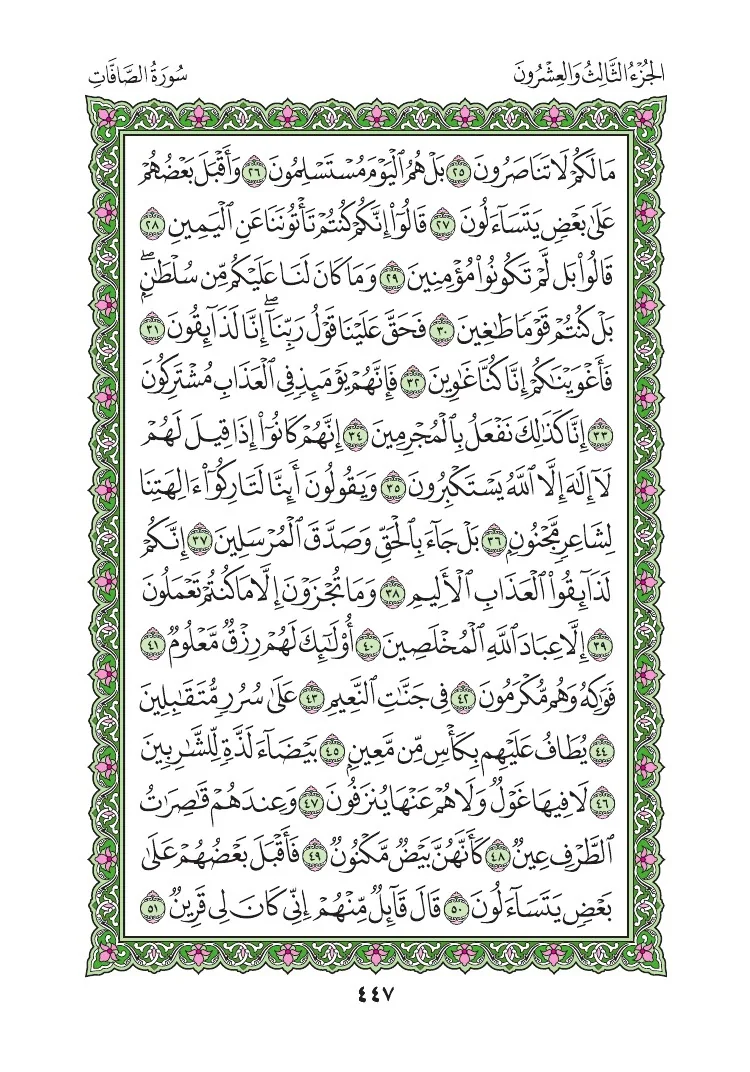 الجُزْءُ الثَّالِثُ وَالعِشْرُونَ
سُورَةُ الصَّافَّاتِ
مَا لَكُمْ لَا تَنَاصَرُونَ ٢٥ بَلْ هُمُ ٱلْيَوْمَ مُسْتَسْلِمُونَ ٢٦ وَأَقْبَلَ بَعْضُهُمْ
عَلَىٰ بَعْضٍ يَتَسَآءَلُونَ ٢٧ قَالُوٓا۟ إِنَّكُمْ كُنتُمْ تَأْتُونَنَا عَنِ ٱلْيَمِينِ ٢٨
قَالُوا۟ بَل لَّمْ تَكُونُوا۟ مُؤْمِنِينَ ٢٩ وَمَا كَانَ لَنَا عَلَيْكُم مِّن سُلْطَٰنٍۭ ۖ
بَلْ كُنتُمْ قَوْمًا طَٰغِينَ ٣٠ فَحَقَّ عَلَيْنَا قَوْلُ رَبِّنَآ ۖ إِنَّا لَذَآئِقُونَ ٣١
فَأَغْوَيْنَٰكُمْ إِنَّا كُنَّا غَٰوِينَ ٣٢ فَإِنَّهُمْ يَوْمَئِذٍ فِى ٱلْعَذَابِ مُشْتَرِكُونَ
٣٣ إِنَّا كَذَٰلِكَ نَفْعَلُ بِٱلْمُجْرِمِينَ ٣٤ إِنَّهُمْ كَانُوٓا۟ إِذَا قِيلَ لَهُمْ
لَآ إِلَٰهَ إِلَّا ٱللَّهُ يَسْتَكْبِرُونَ ٣٥ وَيَقُولُونَ أَئِنَّا لَتَارِكُوٓا۟ ءَالِهَتِنَا
لِشَاعِرٍ مَّجْنُونٍۭ ٣٦ بَلْ جَآءَ بِٱلْحَقِّ وَصَدَّقَ ٱلْمُرْسَلِينَ ٣٧ إِنَّكُمْ
لَذَآئِقُوا۟ ٱلْعَذَابِ ٱلْأَلِيمِ ٣٨ وَمَا تُجْزَوْنَ إِلَّا مَا كُنتُمْ تَعْمَلُونَ
٣٩ إِلَّا عِبَادَ ٱللَّهِ ٱلْمُخْلَصِينَ ٤٠ أُو۟لَٰٓئِكَ لَهُمْ رِزْقٌ مَّعْلُومٌ ٤١
فَوَٰكِهُ وَهُم مُّكْرَمُونَ ٤٢ فِى جَنَّٰتِ ٱلنَّعِيمِ ٤٣ عَلَىٰ سُرُرٍ مُّتَقَٰبِلِينَ
٤٤ يُطَافُ عَلَيْهِم بِكَأْسٍ مِّن مَّعِينٍۭ ٤٥ بَيْضَآءَ لَذَّةٍ لِّلشَّٰرِبِينَ
٤٦ لَا فِيهَا غَوْلٌ وَلَا هُمْ عَنْهَا يُنزَفُونَ ٤٧ وَعِندَهُمْ قَٰصِرَٰتُ
ٱلطَّرْفِ عِينٌ ٤٨ كَأَنَّهُنَّ بَيْضٌ مَّكْنُونٌ ٤٩ فَأَقْبَلَ بَعْضُهُمْ عَلَىٰ
بَعْضٍ يَتَسَآءَلُونَ ٥٠ قَالَ قَآئِلٌ مِّنْهُمْ إِنِّى كَانَ لِى قَرِينٌ ٥١
٤٤٧